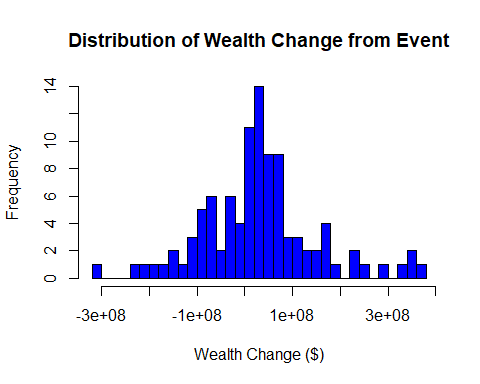 Distribution of Wealth Change from Event
Frequency
14
10
8
6
4
2
0
-3e+08 -1e+08 1e+08 3e+08
Wealth Change ($)